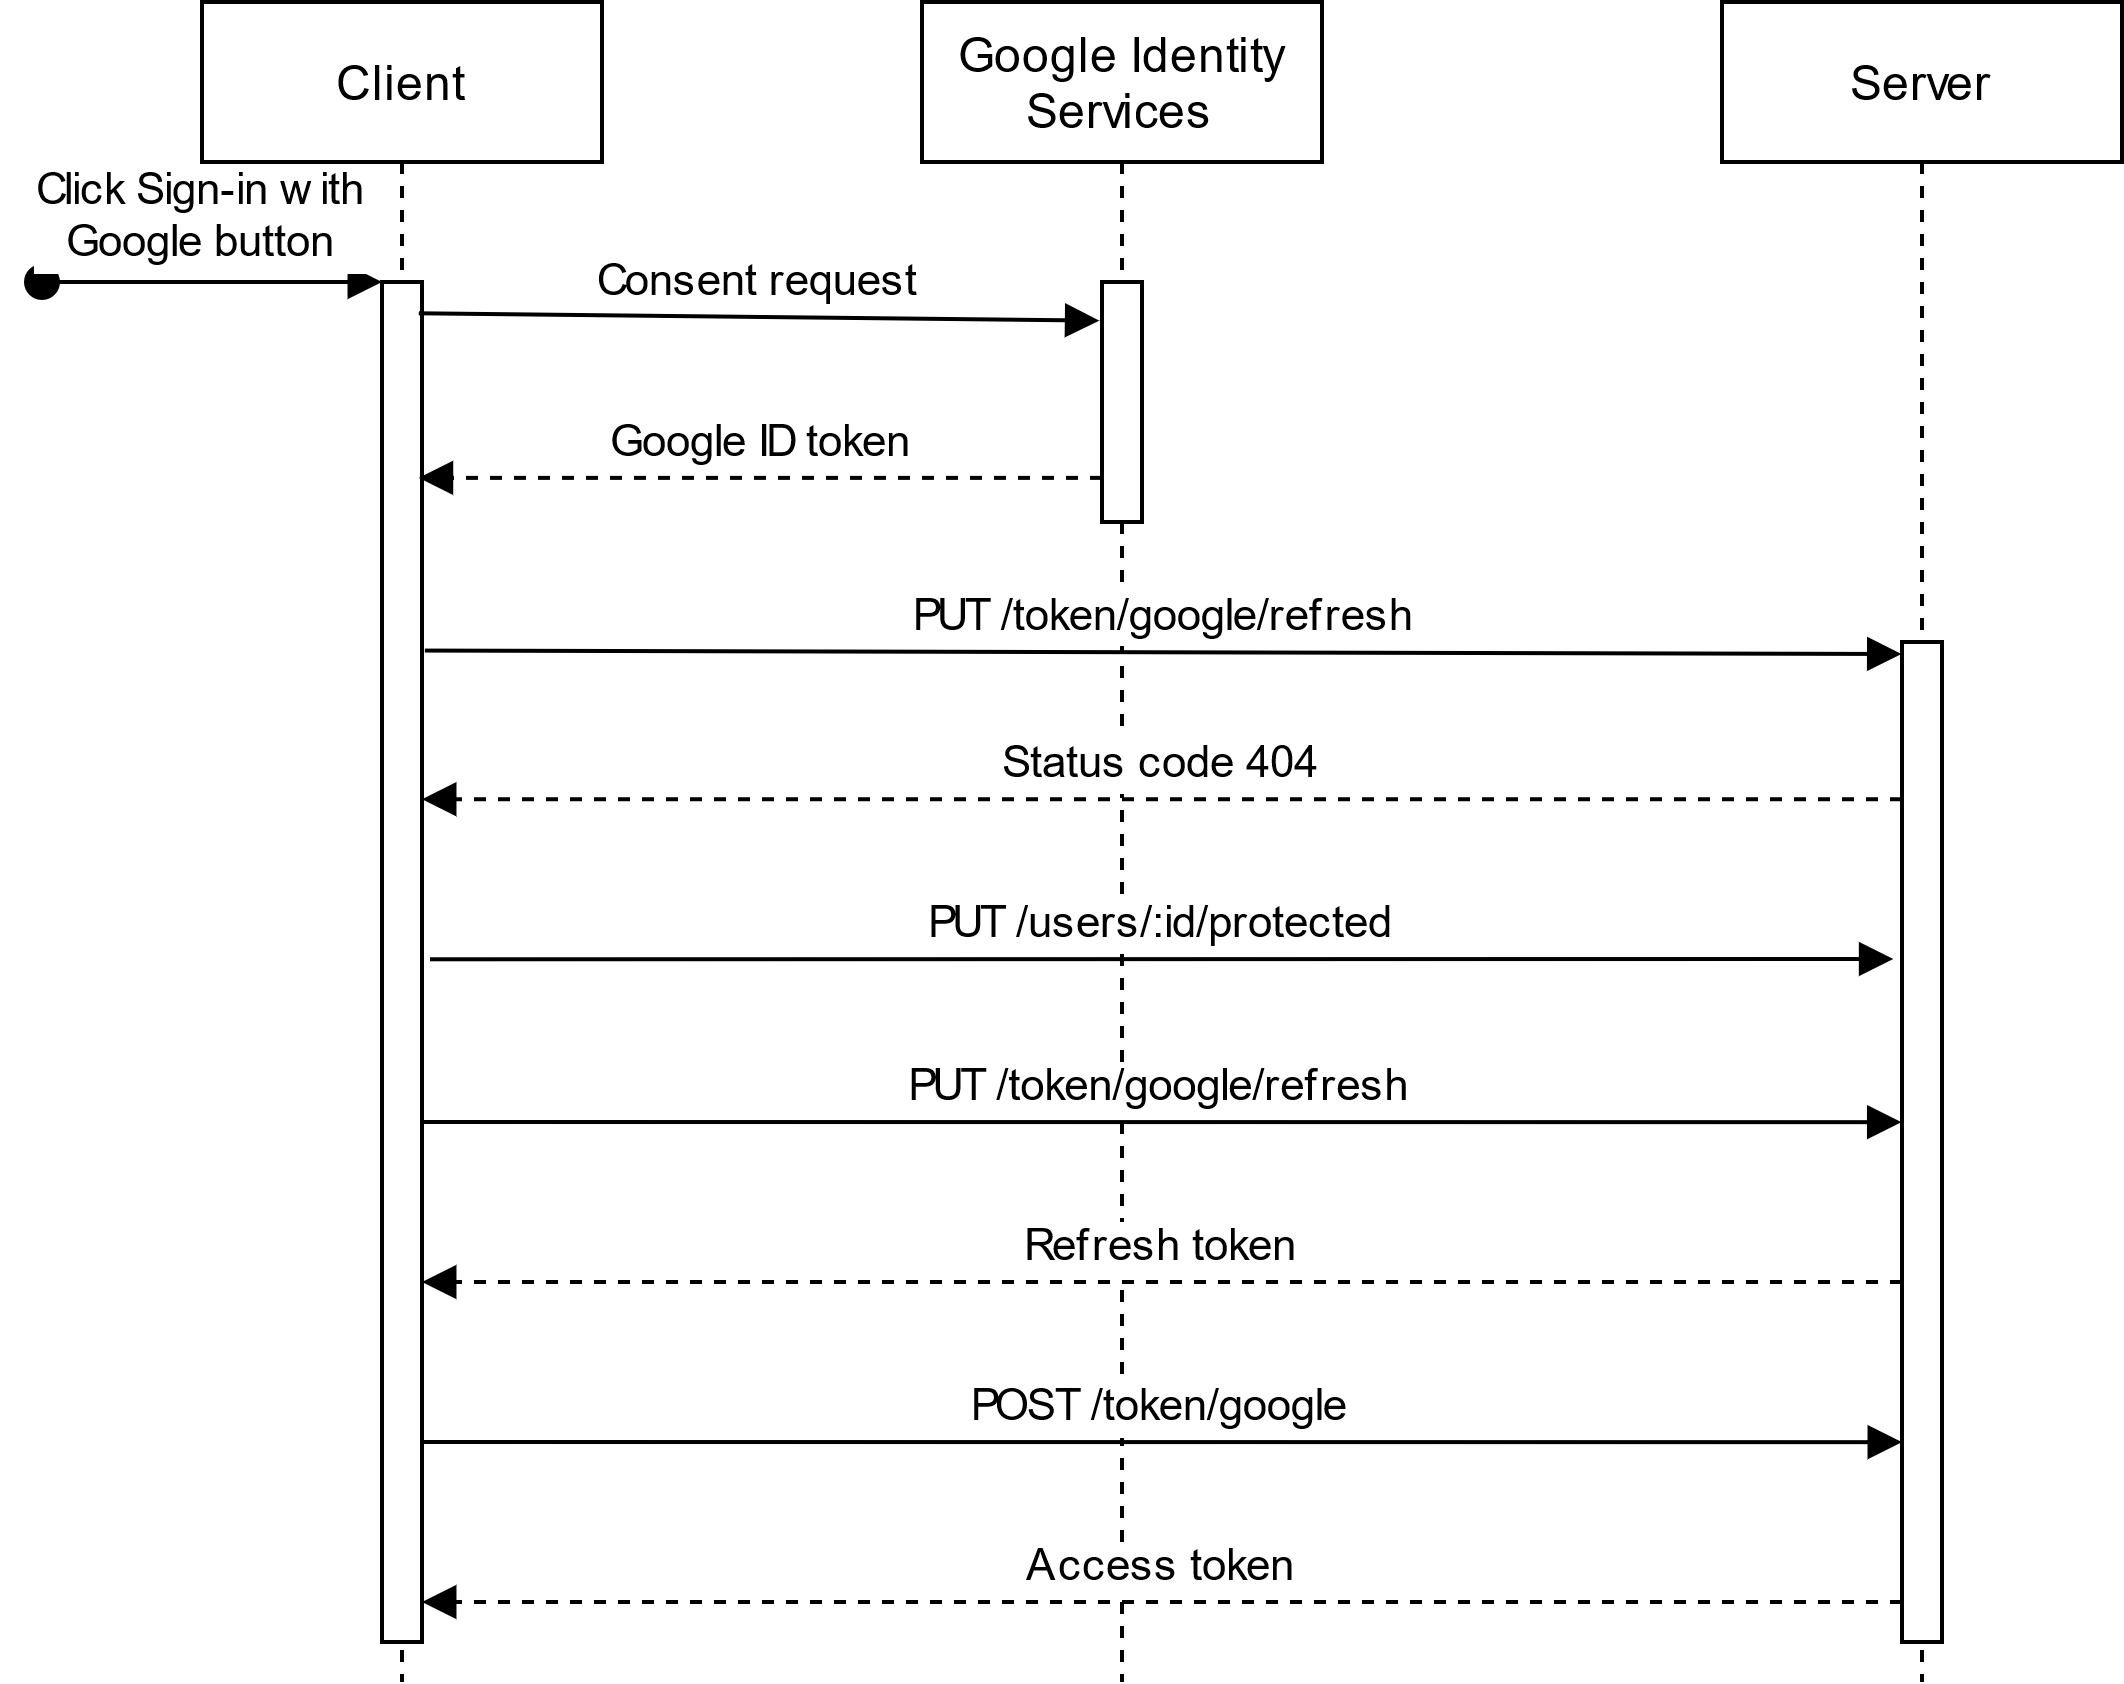 Client
Google Identity
Services
Server
Click Sign-in with
Google button
Consent request
Google ID token
PUT /token/google/refresh
Status code 404
PUT /users/:id/protected
PUT /token/google/refresh
Refresh token
POST /token/google
Access token